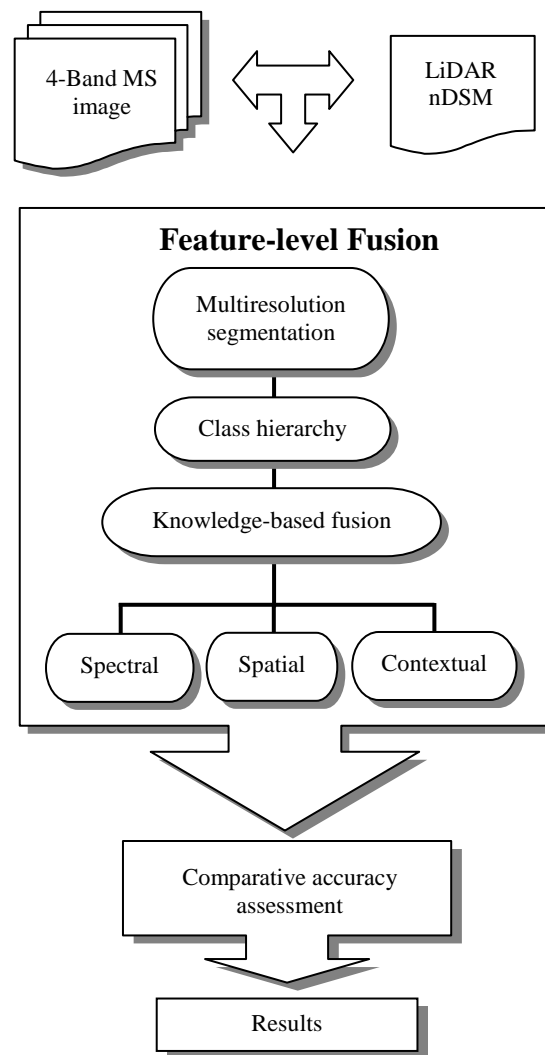 4-Band MS
image
LiDAR
nDSM
Feature-level Fusion
Multiresolution
segmentation
Class hierarchy
Knowledge-based fusion
Spectral
Spatial
Contextual
Comparative accuracy
assessment
Results